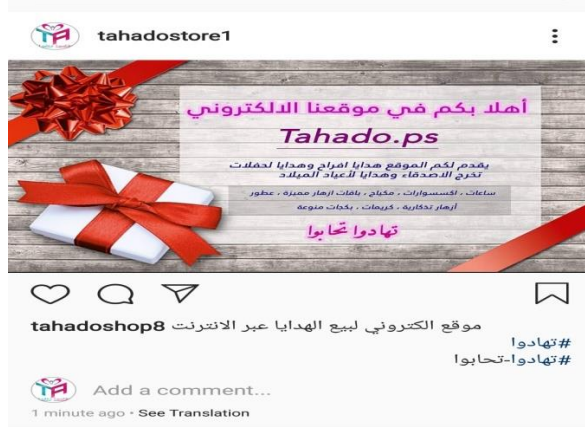 tahadostore1
أهلا بكم في موقعنا الالكتروني
Tahado.ps
يقدم لكم الموقع هدايا افراح وهدايا لحفلات
تخرج الاصدقاء وهدايا لأعياد الميلاد
ساعات ، اكسسوارات ، مكياج ، باقات ازهار مميزة ، عطور
أزهار تذكارية ، كريمات ، بكجات منوعة
تهادوا تحابوا
tahadoshop8 موقع الكتروني لبيع الهدايا عبر الانترنت
#تهادوا
#تهادوا-تحابوا
Add a comment...
1 minute ago · See Translation